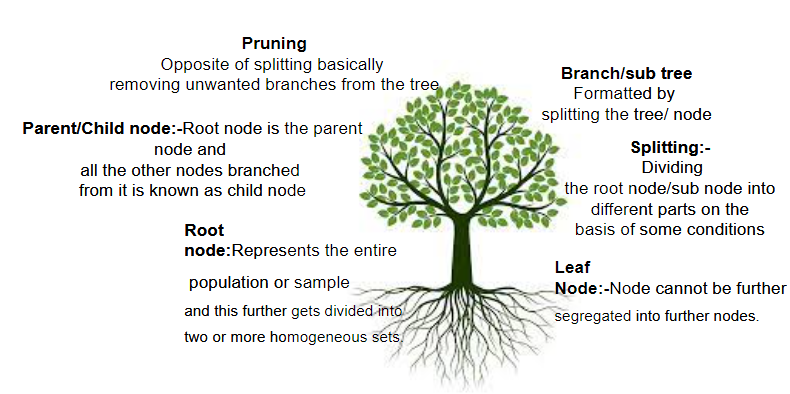 Pruning
Opposite of splitting basically
removing unwanted branches from the tree
Branch/sub tree
Formatted by
splitting the tree/ node
Parent/Child node:-Root node is the parent
node and
all the other nodes branched
from it is known as child node
Splitting:-
Dividing
the root node/sub node into
different parts on the
basis of some conditions
Root
node:Represents the entire
population or sample
and this further gets divided into
two or more homogeneous sets.
Leaf
Node:-Node cannot be further
segregated into further nodes.